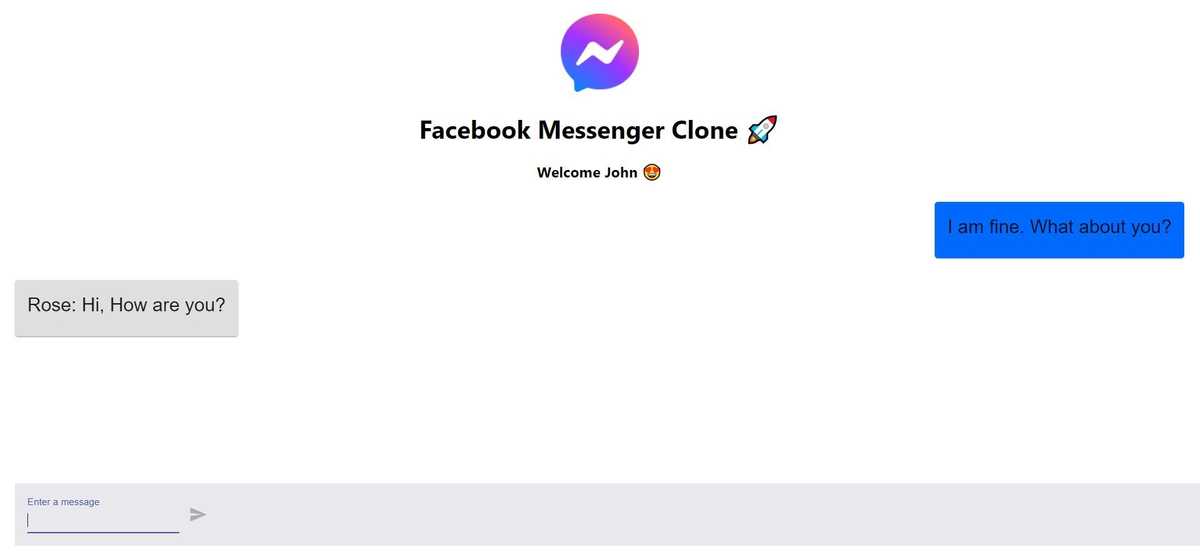 Facebook Messenger Clone 🚀
Welcome John 🤩
I am fine. What about you?
Rose: Hi, How are you?
Enter a message